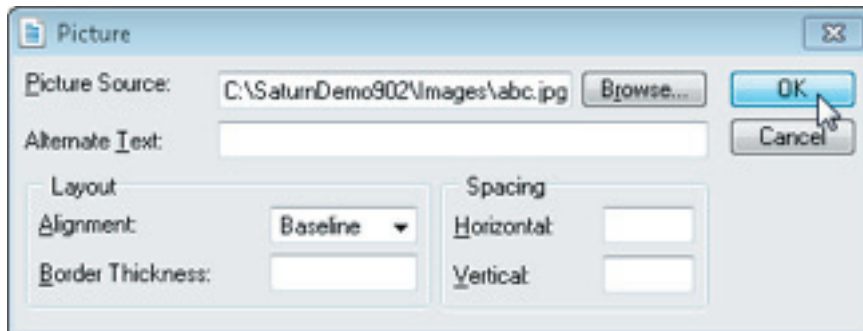 Picture
Picture Source: C:\SaturnDemo902\Images\abc.jpg Browse... OK
Alternate Text: Cancel
Layout Spacing
Alignment: Baseline Horizontal:
Border Thickness: Vertical: